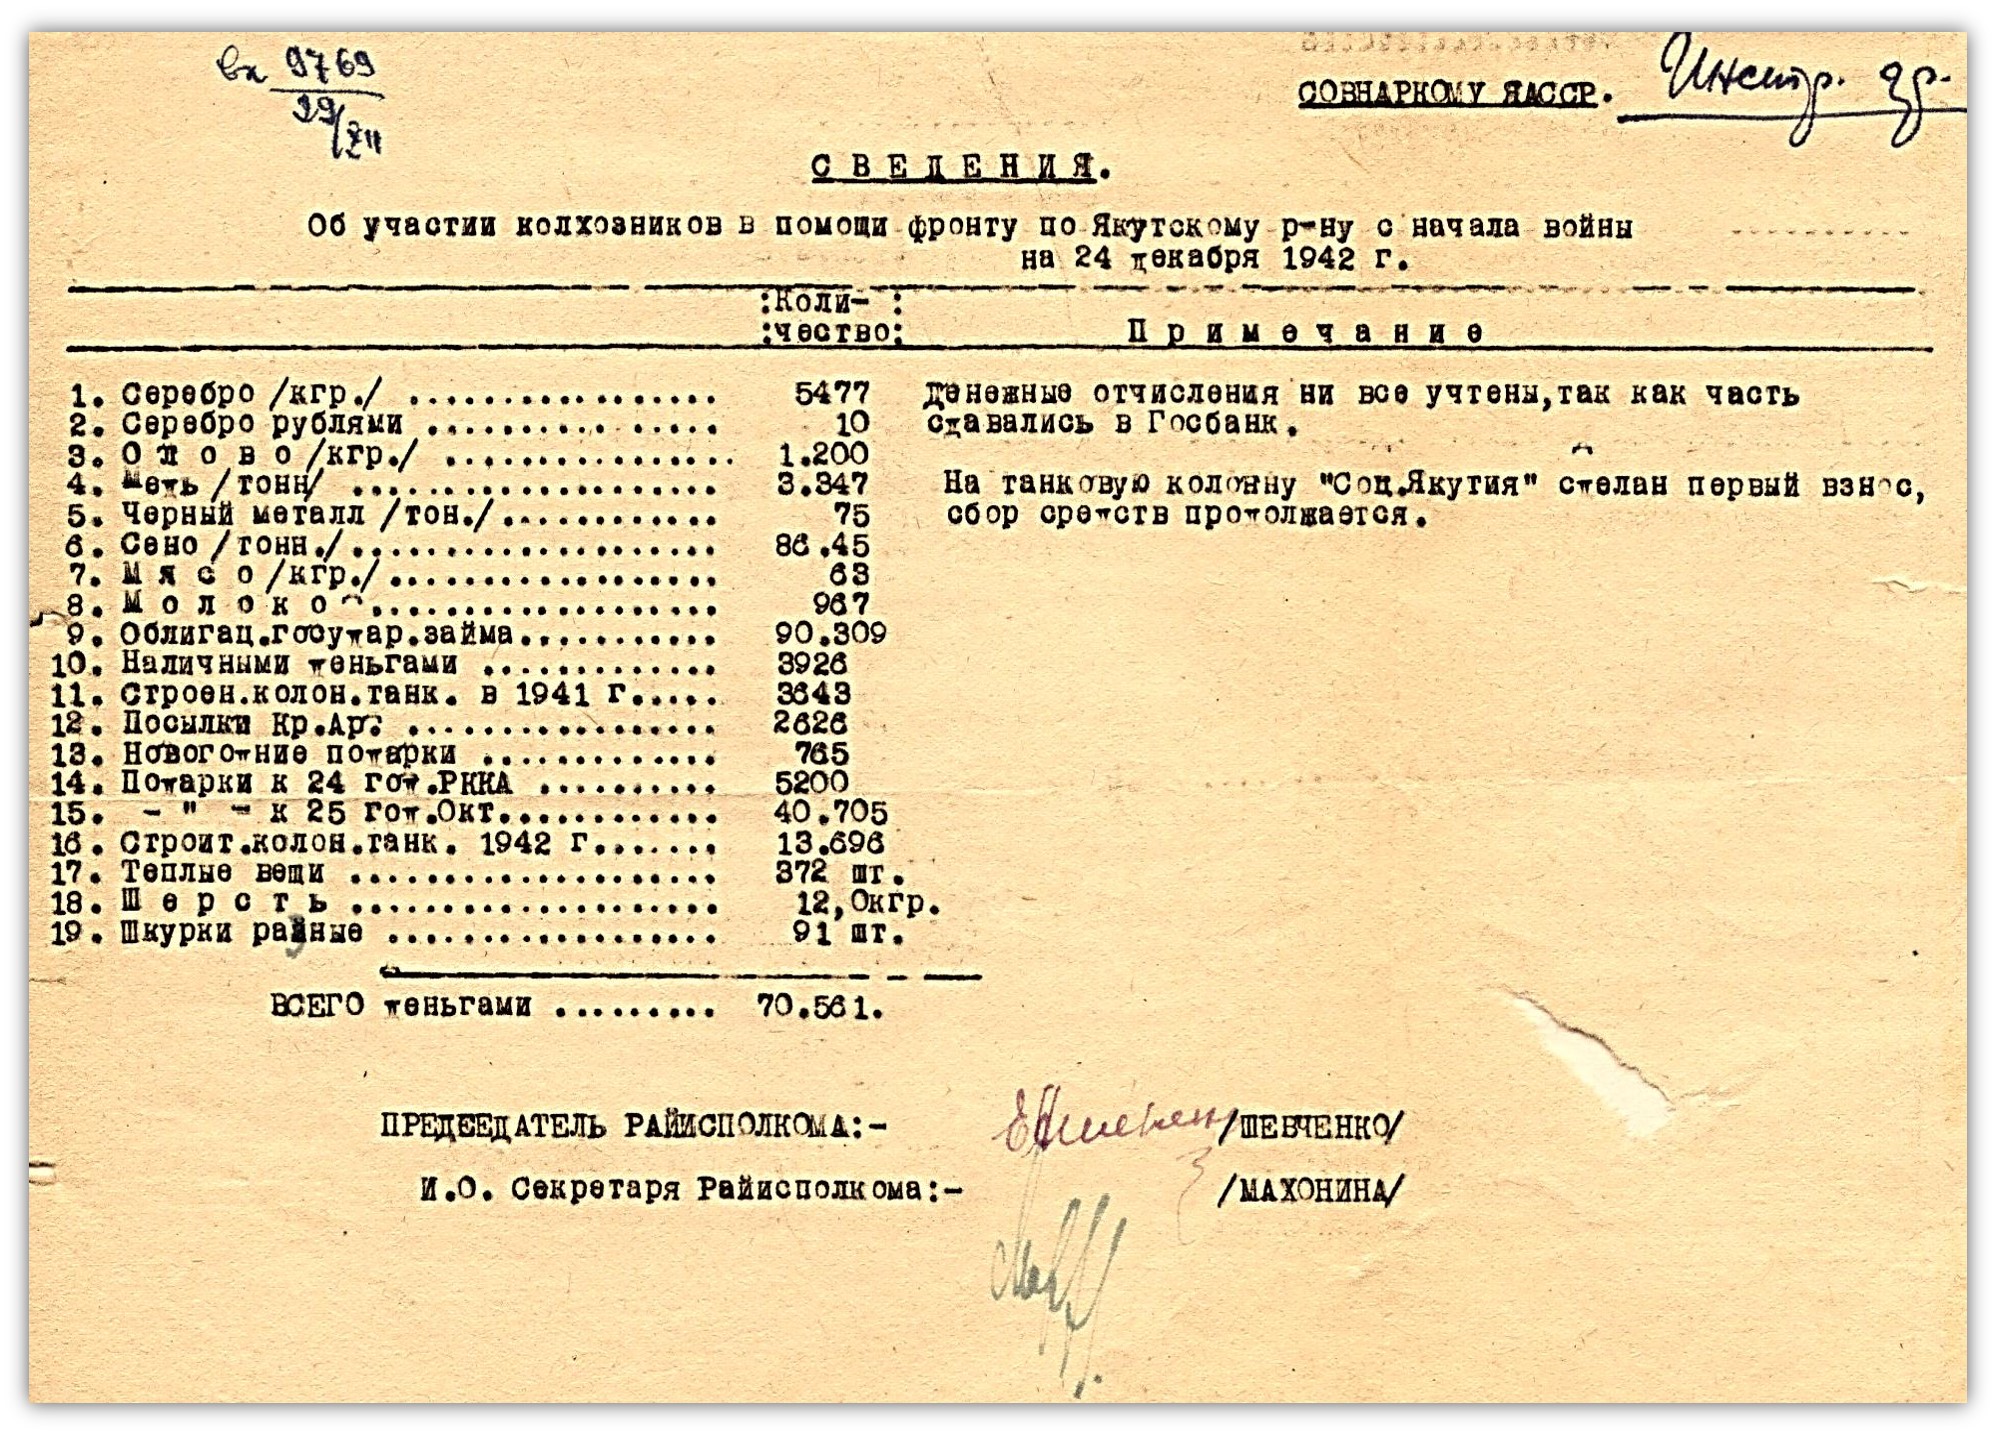 вх 9769
29/XII
СОВНАРКОМУ ЯАССР. Инстр. др.
СВЕДЕНИЯ.
Об участии колхозников в помощи фронту по Якутскому р-ну с начала войны
на 24 декабря 1942 г.
:Коли- :
:чество: Примечание
1. Серебро /кгр./ ................. 5477 Денежные отчисления ни все учтены,так как часть
2. Серебро рублями ................ 10 сдавались в Госбанк.
3. Олово/кгр./ ................ 1.200
4. Медь /тонн/ .................... 3.347 На танковую колонну "Соц.Якутия" сделан первый взнос,
5. Черный металл /тон./............ 75 сбор средств продолжается.
6. Сено /тонн./.................... 86.45
7. Мясо/кгр./.................. 63
8. Молоко ................... 967
9. Облигац.государ.займа........... 90.309
10. Наличными деньгами ............. 3926
11. Строен.колон.танк. в 1941 г..... 3643
12. Посылки Кр.Ар. ................. 2626
13. Новогодние подарки ............. 765
14. Подарки к 24 год.РККА .......... 5200
15. - " - к 25 год.Окт............ 40.705
16. Строит.колон.танк. 1942 г....... 13.696
17. Теплые вещи .................... 372 шт.
18. Шерсть .................... 12,0кгр.
19. Шкурки разные .................. 91 шт.
ВСЕГО деньгами ......... 70.561.
ПРЕДСЕДАТЕЛЬ РАЙИСПОЛКОМА:- /ШЕВЧЕНКО/
И.О. Секретаря Райисполкома:- /МАХОНИНА/